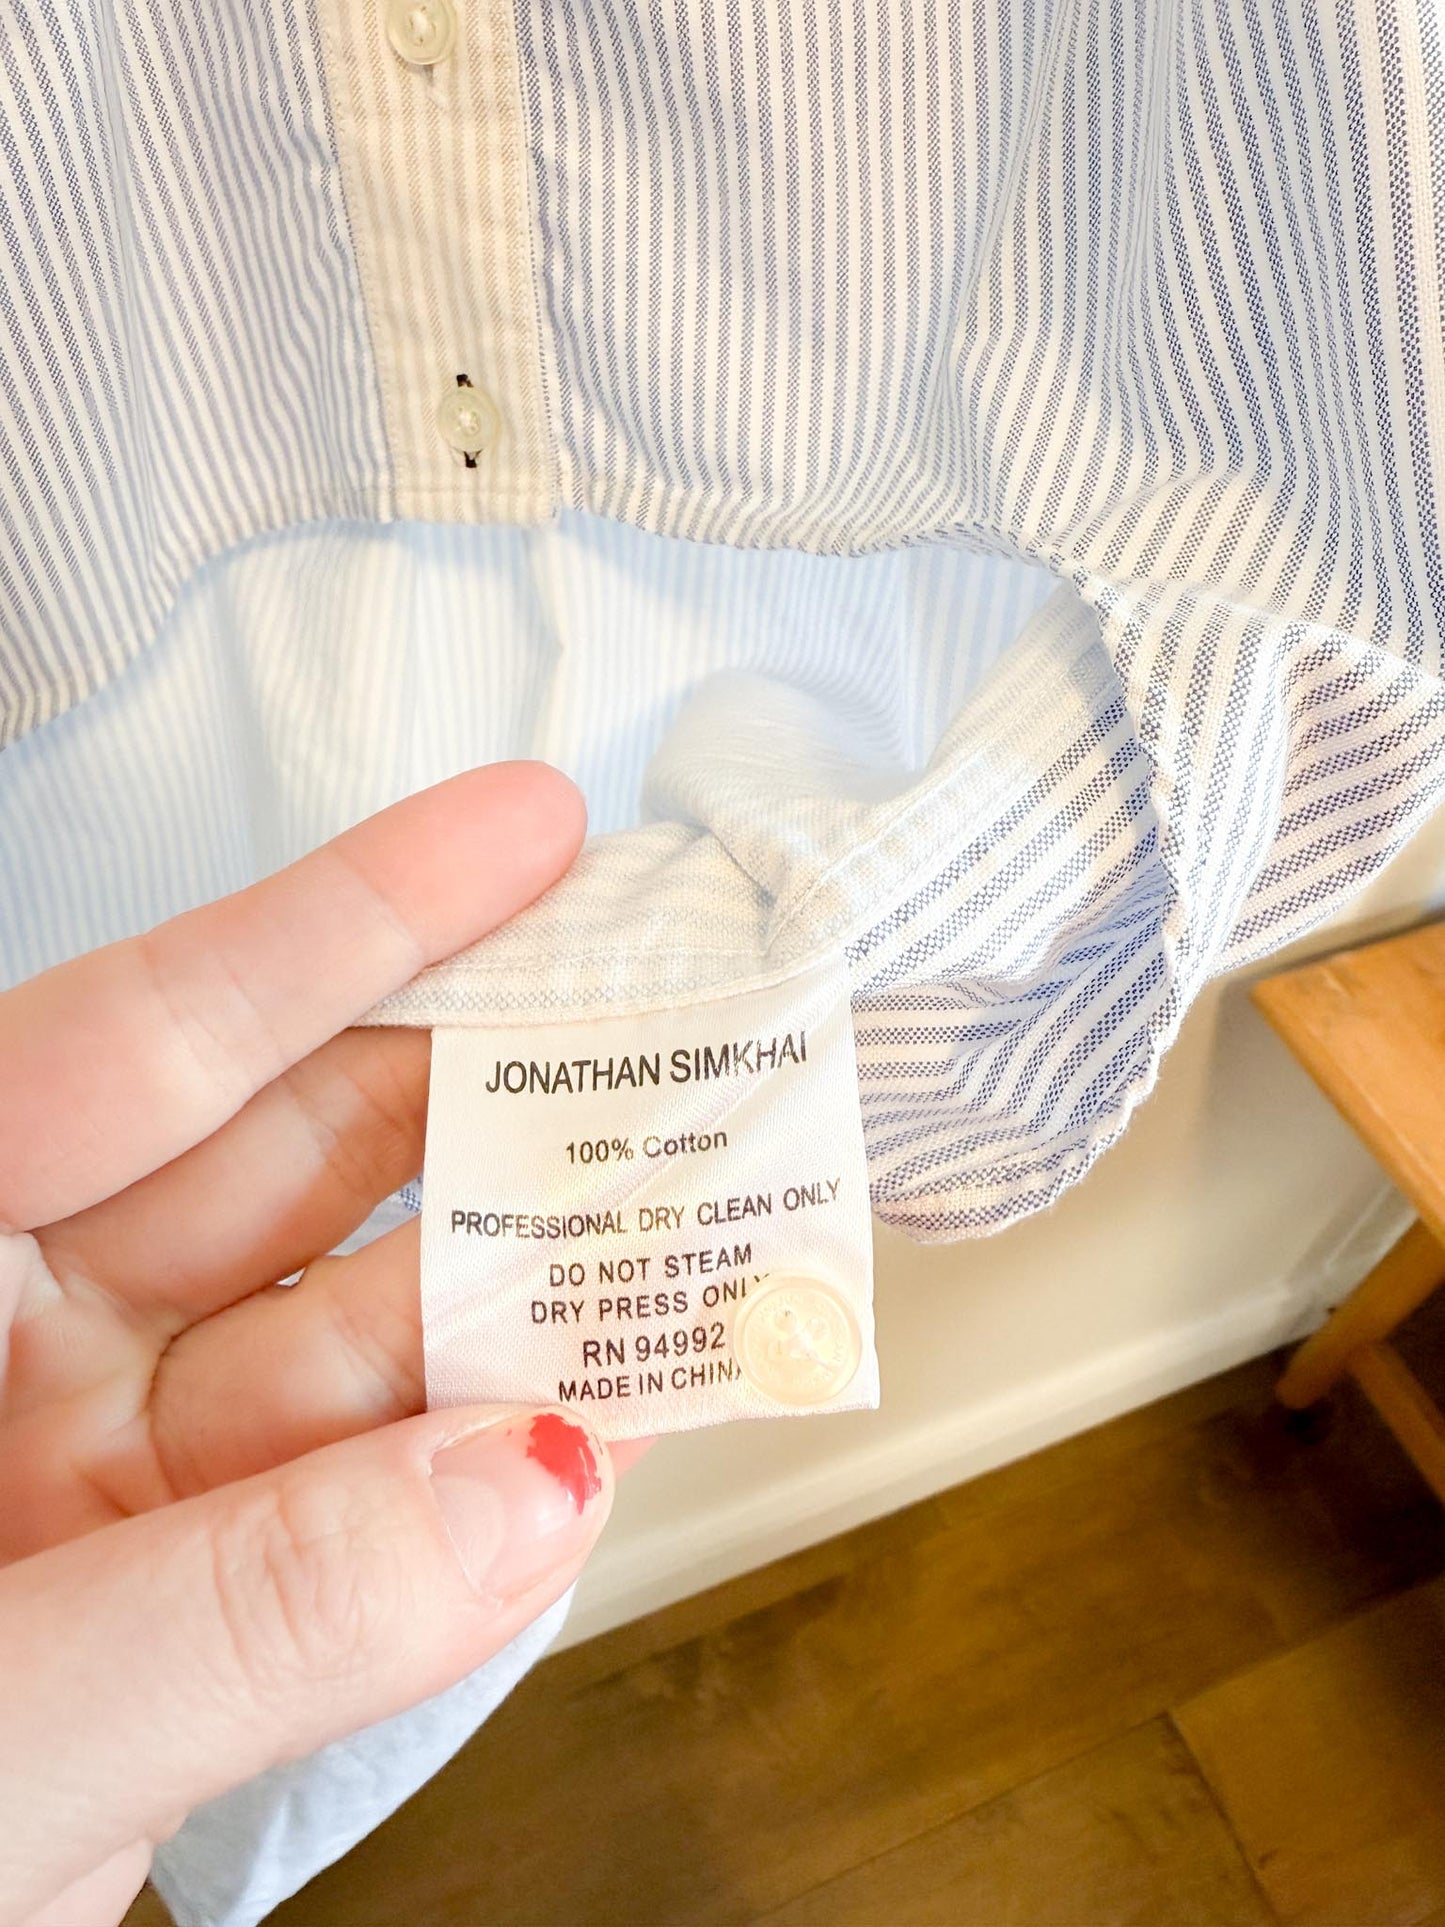 JONATHAN SIMKHAI
100% Cotton
PROFESSIONAL DRY CLEAN ONLY
DO NOT STEAM
DRY PRESS ONLY
RN 94992
MADE IN CHINA